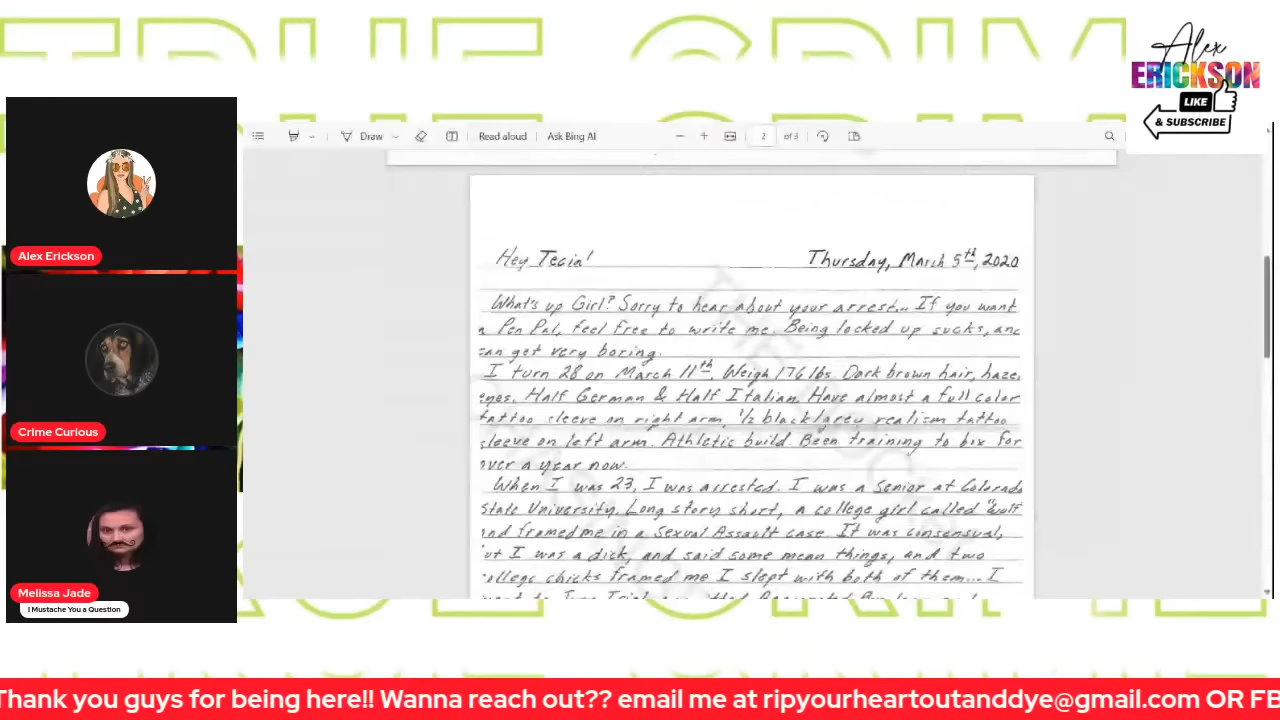 TRUE CRIME
Alex
ERICKSON
LIKE
& SUBSCRIBE
Draw
Read aloud
Ask Bing AI
2
of 3
Alex Erickson
Crime Curious
Melissa Jade
I Mustache You a Question
Hey Tecia! Thursday, March 5th, 2020
What's up Girl? Sorry to hear about your arrest... If you want
a Pen Pal, feel free to write me. Being locked up sucks, and
can get very boring.
I turn 28 on March 11th. Weigh 176 lbs. Dark brown hair, haze
eyes. Half German & Half Italian. Have almost a full color
tattoo sleeve on right arm, 1/2 black/grey realism tattoo
sleeve on left arm. Athletic build. Been training to box for
over a year now.
When I was 23, I was arrested. I was a Senior at Colorado
State University. Long story short, a college girl called "wolf
and framed me in a Sexual Assault case. It was consensual,
but I was a dick, and said some mean things, and two
college chicks framed me. I slept with both of them... I
Thank you guys for being here!! Wanna reach out?? email me at ripyourheartoutanddye@gmail.com OR FB